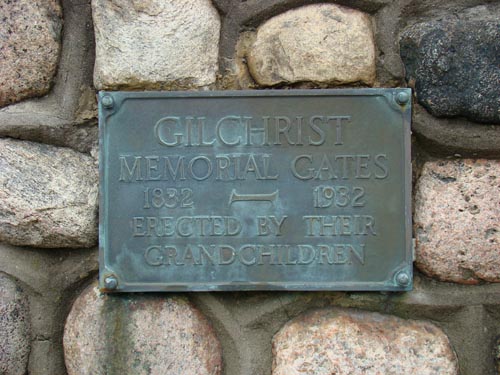 GILCHRIST
MEMORIAL GATES
1832 — 1932
ERECTED BY THEIR
GRANDCHILDREN